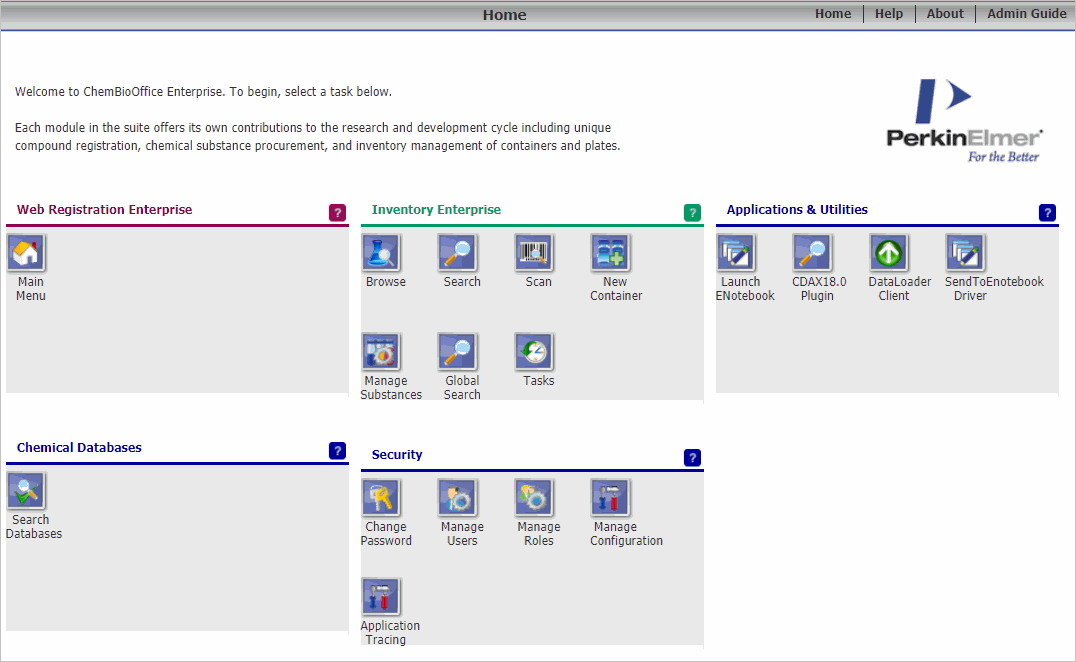 Home
Home Help About Admin Guide
Welcome to ChemBioOffice Enterprise. To begin, select a task below.
Each module in the suite offers its own contributions to the research and development cycle including unique
compound registration, chemical substance procurement, and inventory management of containers and plates.
PerkinElmer
For the Better
Web Registration Enterprise ?
Main
Menu
Inventory Enterprise ?
Browse
Search
Scan
New
Container
Manage
Substances
Global
Search
Tasks
Applications & Utilities ?
Launch
ENotebook
CDAX18.0
Plugin
DataLoader
Client
SendToEnotebook
Driver
Chemical Databases ?
Search
Databases
Security ?
Change
Password
Manage
Users
Manage
Roles
Manage
Configuration
Application
Tracing